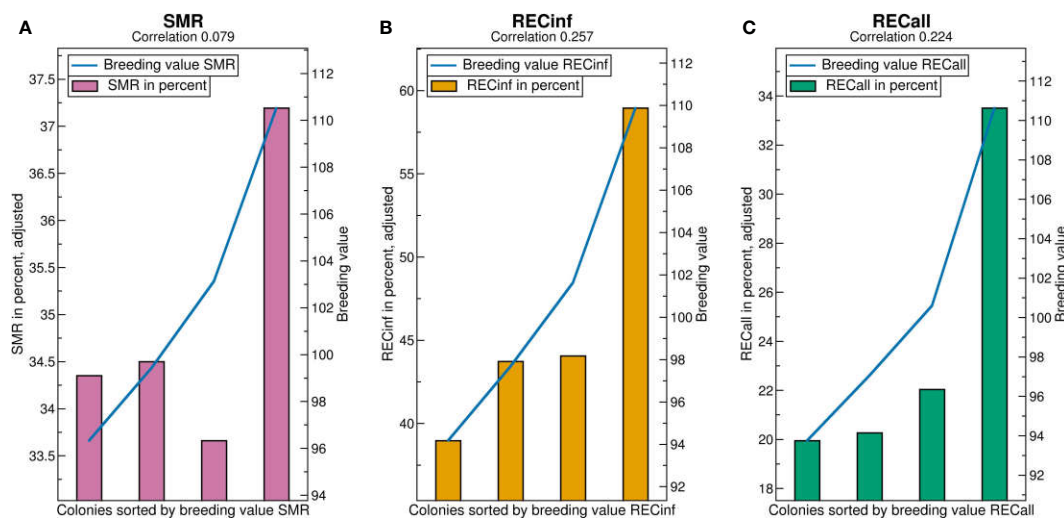 A
SMR
Correlation 0.079
Breeding value SMR
SMR in percent
37.5
37
36.5
36
35.5
35
34.5
34
33.5
SMR in percent, adjusted
112
110
108
106
104
102
100
98
96
94
Breeding value
Colonies sorted by breeding value SMR
B
RECinf
Correlation 0.257
Breeding value RECinf
RECinf in percent
60
55
50
45
40
RECinf in percent, adjusted
112
110
108
106
104
102
100
98
96
94
92
Breeding value
Colonies sorted by breeding value RECinf
C
RECall
Correlation 0.224
Breeding value RECall
RECall in percent
34
32
30
28
26
24
22
20
18
RECall in percent, adjusted
112
110
108
106
104
102
100
98
96
94
92
Breeding value
Colonies sorted by breeding value RECall